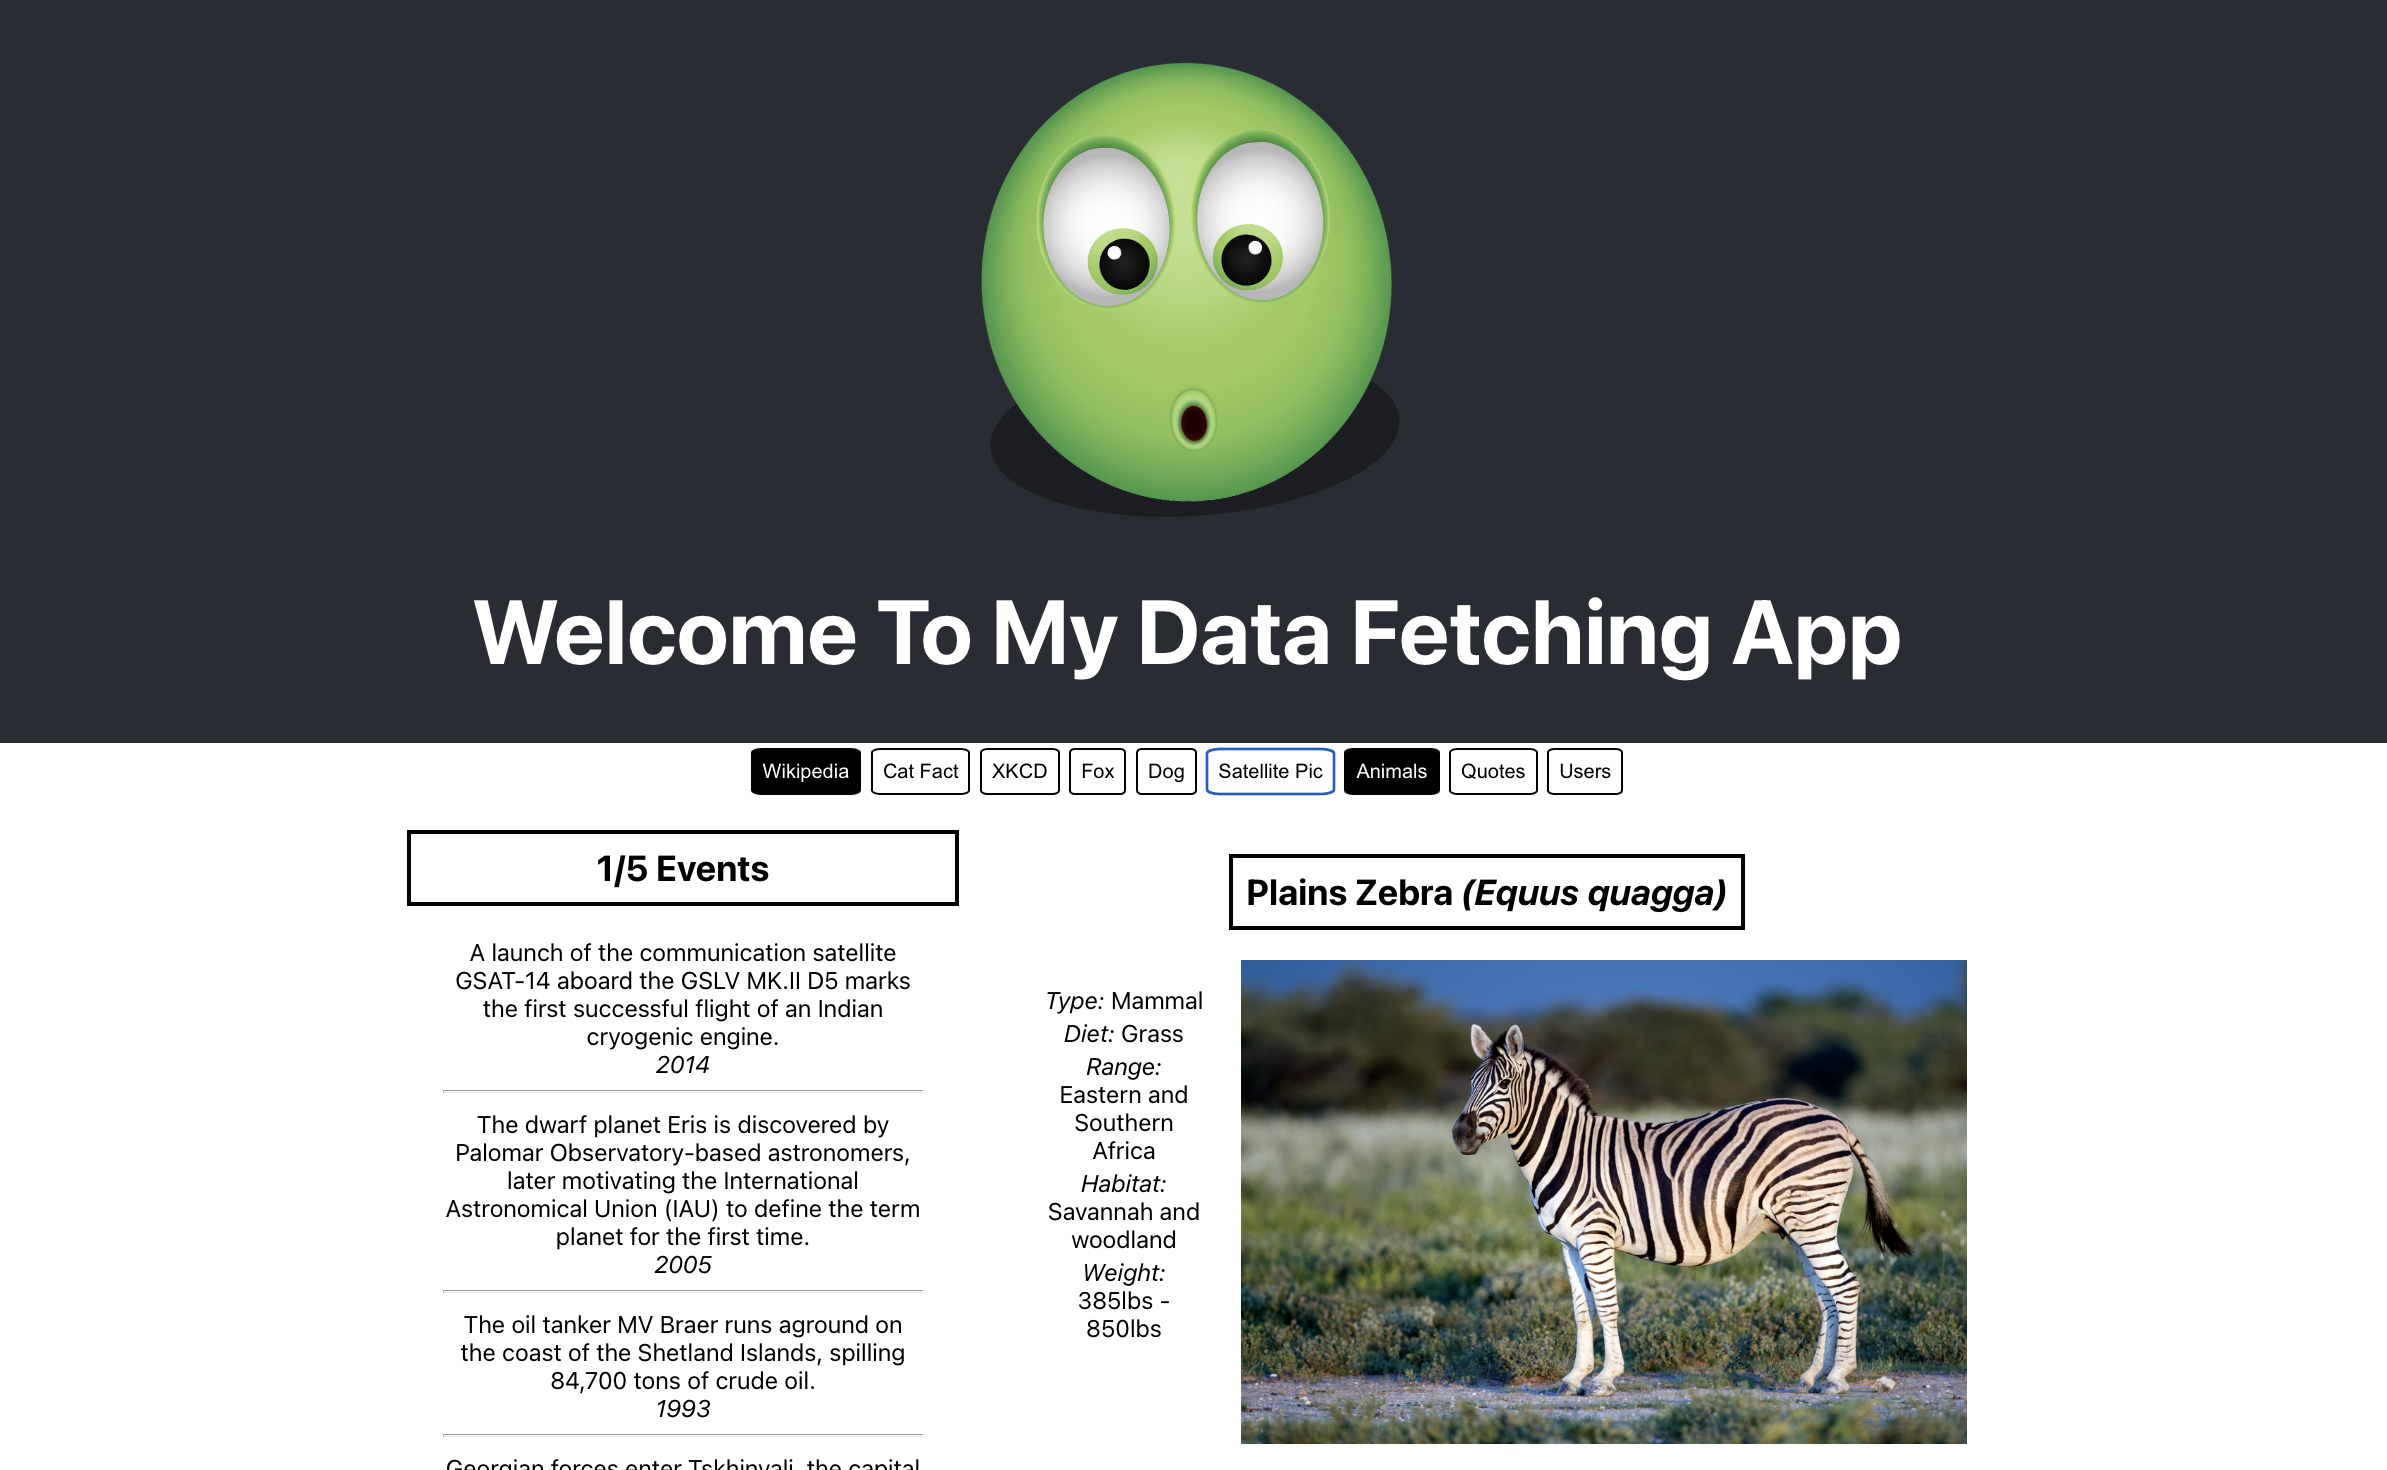 Welcome To My Data Fetching App
Wikipedia Cat Fact XKCD Fox Dog Satellite Pic Animals Quotes Users
1/5 Events
A launch of the communication satellite
GSAT-14 aboard the GSLV MK.II D5 marks
the first successful flight of an Indian
cryogenic engine.
2014
The dwarf planet Eris is discovered by
Palomar Observatory-based astronomers,
later motivating the International
Astronomical Union (IAU) to define the term
planet for the first time.
2005
The oil tanker MV Braer runs aground on
the coast of the Shetland Islands, spilling
84,700 tons of crude oil.
1993
Georgian forces enter Tskhinvali, the capital
Plains Zebra (Equus quagga)
Type: Mammal
Diet: Grass
Range:
Eastern and
Southern
Africa
Habitat:
Savannah and
woodland
Weight:
385lbs -
850lbs